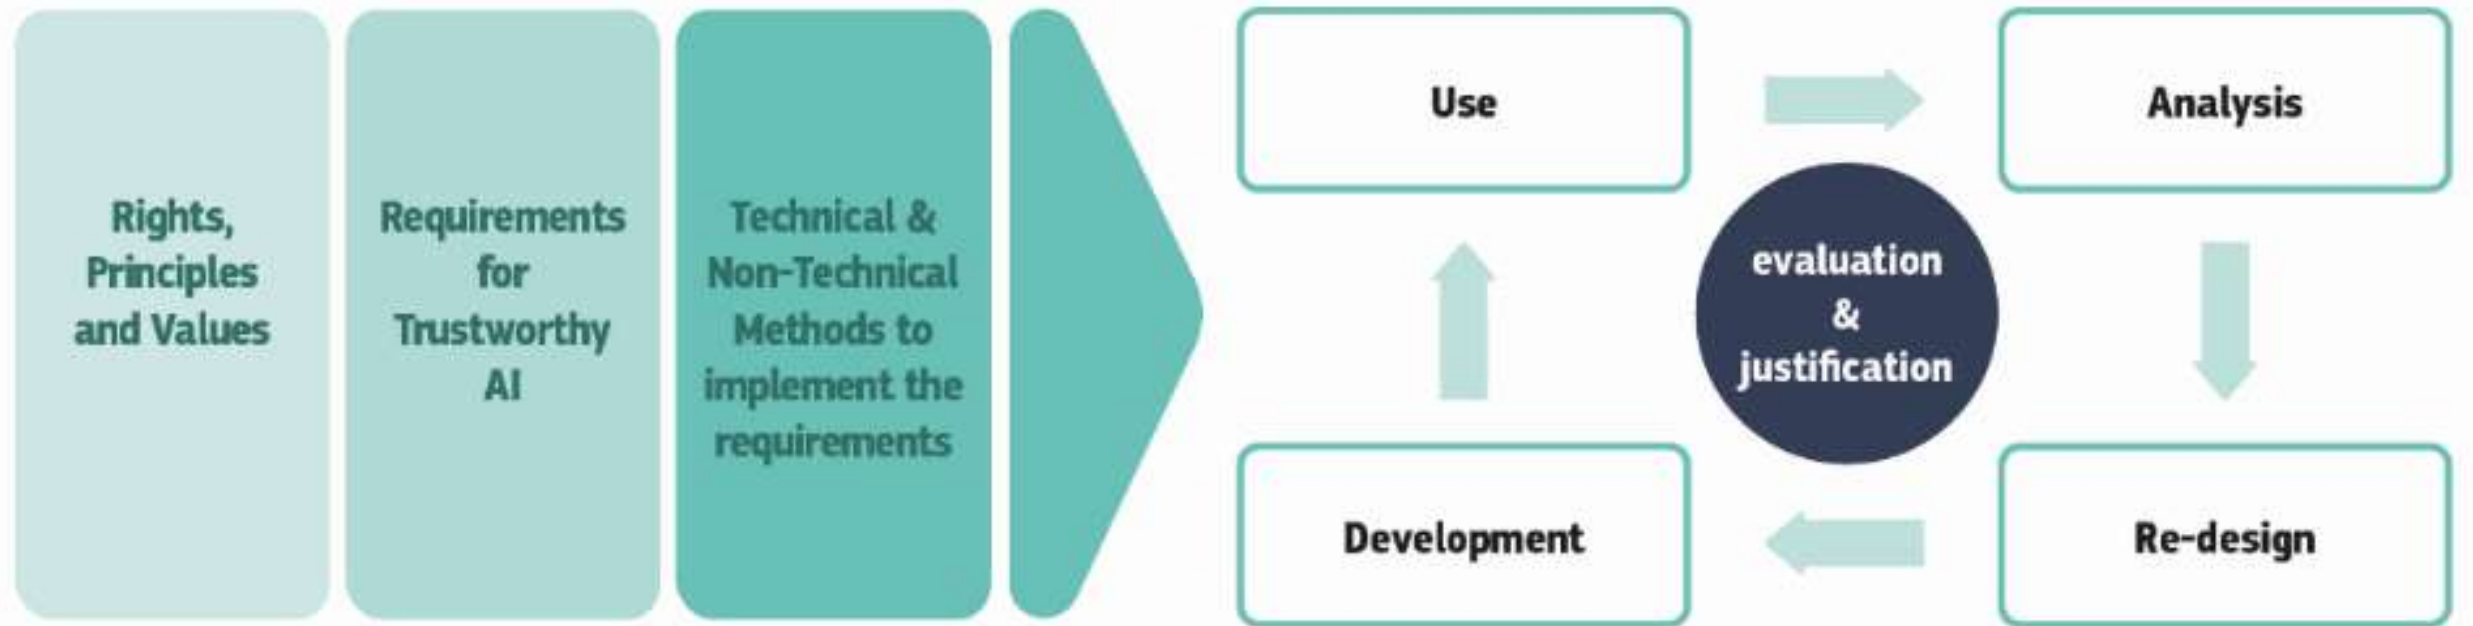 Rights,
Principles
and Values
Requirements
for
Trustworthy
AI
Technical &
Non-Technical
Methods to
implement the
requirements
Use
Analysis
evaluation
&
justification
Development
Re-design